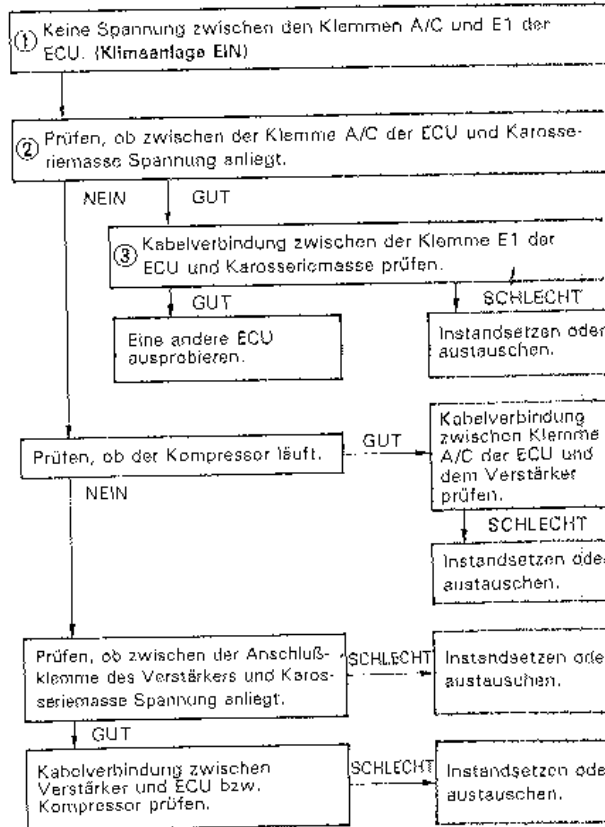 ① Keine Spannung zwischen den Klemmen A/C und E1 der
ECU. (Klimaanlage EIN)
② Prüfen, ob zwischen der Klemme A/C der ECU und Karosse-
riemasse Spannung anliegt.
NEIN
GUT
③ Kabelverbindung zwischen der Klemme E1 der
ECU und Karosseriemasse prüfen.
GUT
SCHLECHT
Eine andere ECU
ausprobieren.
Instandsetzen oder
austauschen.
Prüfen, ob der Kompressor läuft.
GUT
Kabelverbindung
zwischen Klemme
A/C der ECU und
dem Verstärker
prüfen.
NEIN
SCHLECHT
Instandsetzen ode
austauschen.
Prüfen, ob zwischen der Anschluß-
klemme des Verstärkers und Karos-
seriemasse Spannung anliegt.
SCHLECHT
Instandsetzen ode
austauschen.
GUT
Kabelverbindung zwischen
Verstärker und ECU bzw.
Kompressor prüfen.
SCHLECHT
Instandsetzen ode
austauschen.